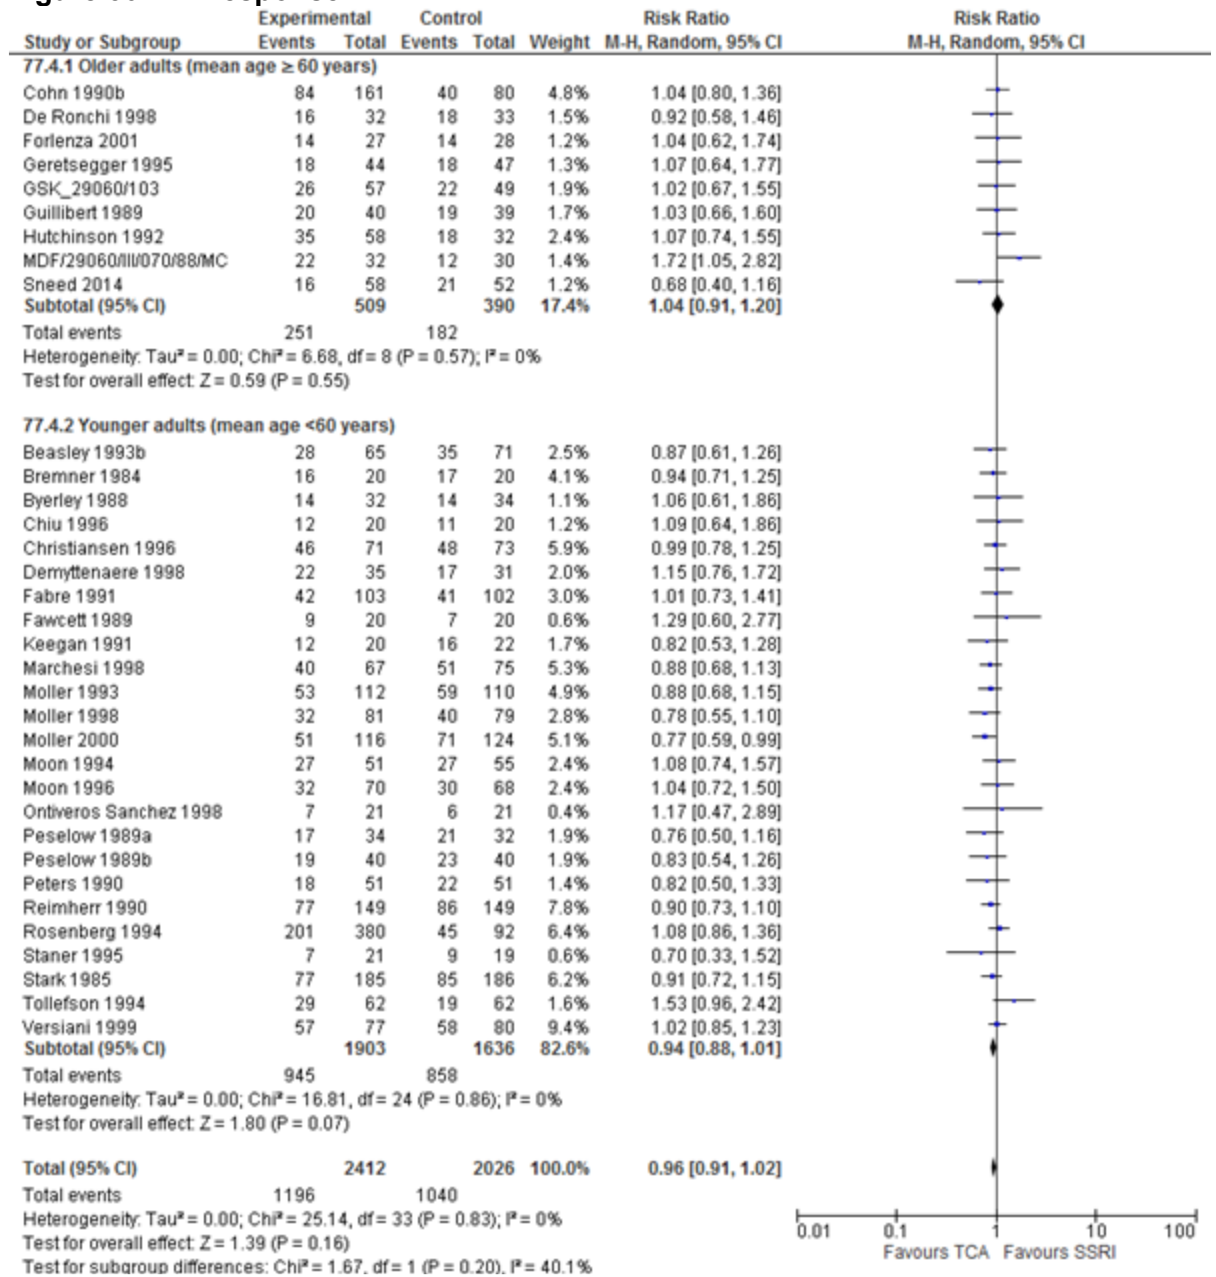 Experimental Control Risk Ratio Risk Ratio
Study or Subgroup Events Total Events Total Weight M-H, Random, 95% CI M-H, Random, 95% CI
77.4.1 Older adults (mean age ≥ 60 years)
Cohn 1990b 84 161 40 80 4.8% 1.04 [0.80, 1.36]
De Ronchi 1998 16 32 18 33 1.5% 0.92 [0.58, 1.46]
Forlenza 2001 14 27 14 28 1.2% 1.04 [0.62, 1.74]
Geretsegger 1995 18 44 18 47 1.3% 1.07 [0.64, 1.77]
GSK_29060/103 26 57 22 49 1.9% 1.02 [0.67, 1.55]
Guillibert 1989 20 40 19 39 1.7% 1.03 [0.66, 1.60]
Hutchinson 1992 35 58 18 32 2.4% 1.07 [0.74, 1.55]
MDF/29060/III/070/88/MC 22 32 12 30 1.4% 1.72 [1.05, 2.82]
Sneed 2014 16 58 21 52 1.2% 0.68 [0.40, 1.16]
Subtotal (95% CI) 509 390 17.4% 1.04 [0.91, 1.20]
Total events 251 182
Heterogeneity: Tau² = 0.00; Chi² = 6.68, df = 8 (P = 0.57); I² = 0%
Test for overall effect: Z = 0.59 (P = 0.55)
77.4.2 Younger adults (mean age <60 years)
Beasley 1993b 28 65 35 71 2.5% 0.87 [0.61, 1.26]
Bremner 1984 16 20 17 20 4.1% 0.94 [0.71, 1.25]
Byerley 1988 14 32 14 34 1.1% 1.06 [0.61, 1.86]
Chiu 1996 12 20 11 20 1.2% 1.09 [0.64, 1.86]
Christiansen 1996 46 71 48 73 5.9% 0.99 [0.78, 1.25]
Demyttenaere 1998 22 35 17 31 2.0% 1.15 [0.76, 1.72]
Fabre 1991 42 103 41 102 3.0% 1.01 [0.73, 1.41]
Fawcett 1989 9 20 7 20 0.6% 1.29 [0.60, 2.77]
Keegan 1991 12 20 16 22 1.7% 0.82 [0.53, 1.28]
Marchesi 1998 40 67 51 75 5.3% 0.88 [0.68, 1.13]
Moller 1993 53 112 59 110 4.9% 0.88 [0.68, 1.15]
Moller 1998 32 81 40 79 2.8% 0.78 [0.55, 1.10]
Moller 2000 51 116 71 124 5.1% 0.77 [0.59, 0.99]
Moon 1994 27 51 27 55 2.4% 1.08 [0.74, 1.57]
Moon 1996 32 70 30 68 2.4% 1.04 [0.72, 1.50]
Ontiveros Sanchez 1998 7 21 6 21 0.4% 1.17 [0.47, 2.89]
Peselow 1989a 17 34 21 32 1.9% 0.76 [0.50, 1.16]
Peselow 1989b 19 40 23 40 1.9% 0.83 [0.54, 1.26]
Peters 1990 18 51 22 51 1.4% 0.82 [0.50, 1.33]
Reimherr 1990 77 149 86 149 7.8% 0.90 [0.73, 1.10]
Rosenberg 1994 201 380 45 92 6.4% 1.08 [0.86, 1.36]
Staner 1995 7 21 9 19 0.6% 0.70 [0.33, 1.52]
Stark 1985 77 185 85 186 6.2% 0.91 [0.72, 1.15]
Tollefson 1994 29 62 19 62 1.6% 1.53 [0.96, 2.42]
Versiani 1999 57 77 58 80 9.4% 1.02 [0.85, 1.23]
Subtotal (95% CI) 1903 1636 82.6% 0.94 [0.88, 1.01]
Total events 945 858
Heterogeneity: Tau² = 0.00; Chi² = 16.81, df = 24 (P = 0.86); I² = 0%
Test for overall effect: Z = 1.80 (P = 0.07)
Total (95% CI) 2412 2026 100.0% 0.96 [0.91, 1.02]
Total events 1196 1040
Heterogeneity: Tau² = 0.00; Chi² = 25.14, df = 33 (P = 0.83); I² = 0%
Test for overall effect: Z = 1.39 (P = 0.16)
Test for subgroup differences: Chi² = 1.67, df = 1 (P = 0.20), I² = 40.1%
0.01 0.1 1 10 100
Favours TCA Favours SSRI